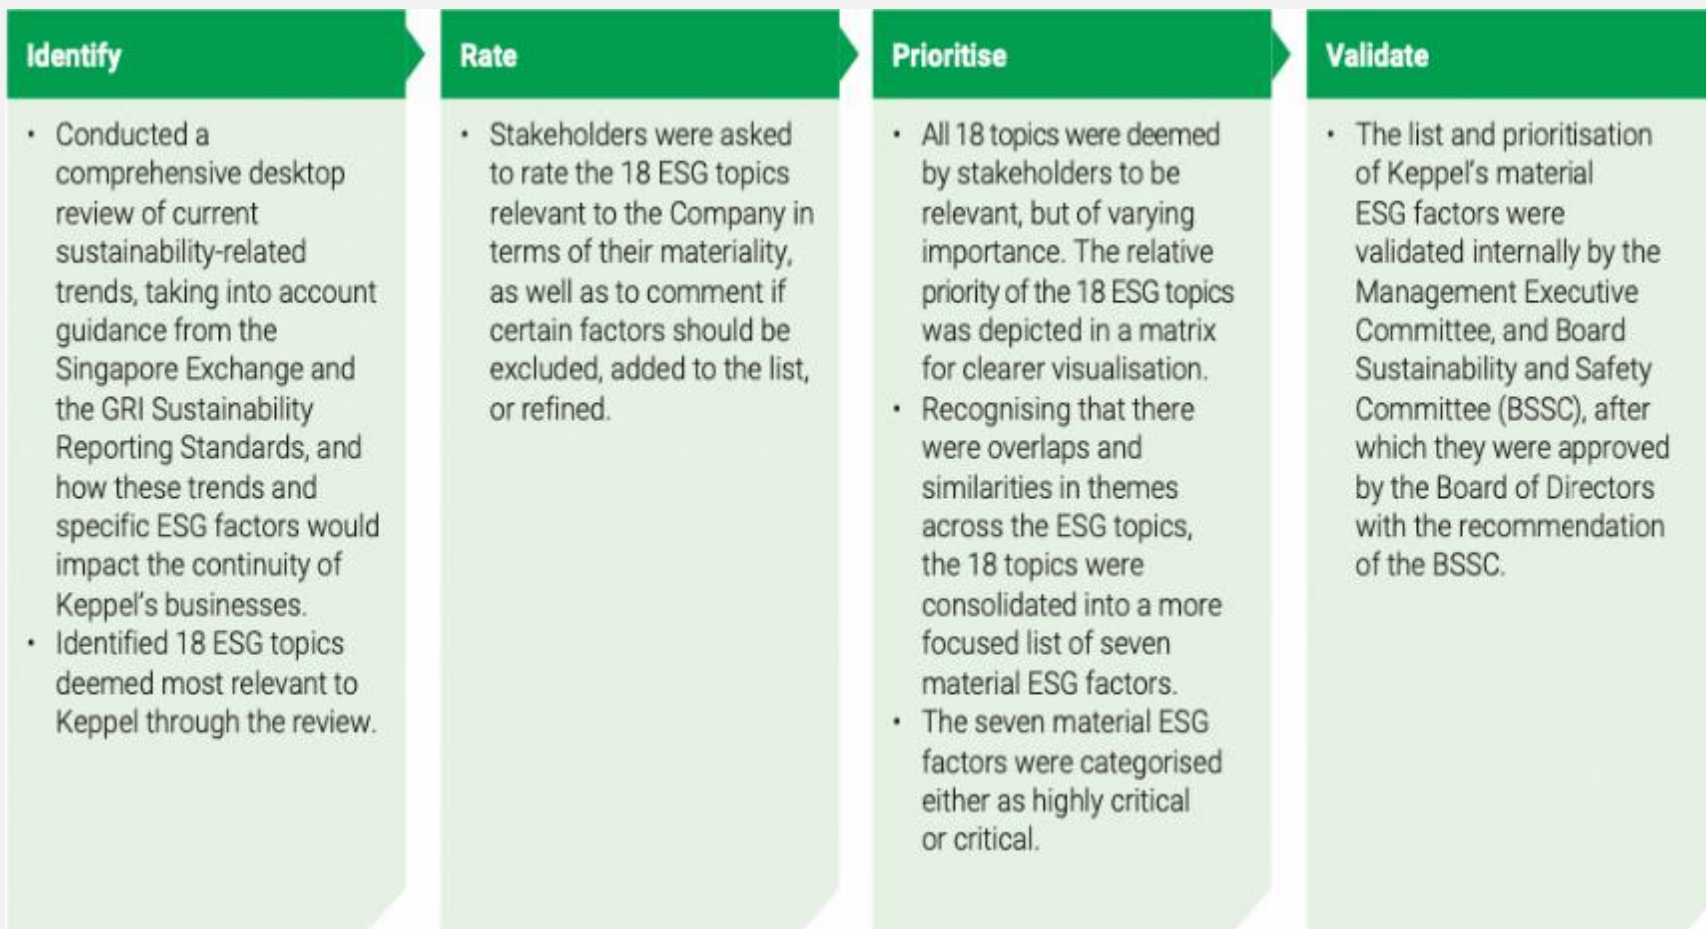 Identify
• Conducted a
comprehensive desktop
review of current
sustainability-related
trends, taking into account
guidance from the
Singapore Exchange and
the GRI Sustainability
Reporting Standards, and
how these trends and
specific ESG factors would
impact the continuity of
Keppel's businesses.
• Identified 18 ESG topics
deemed most relevant to
Keppel through the review.
Rate
• Stakeholders were asked
to rate the 18 ESG topics
relevant to the Company in
terms of their materiality,
as well as to comment if
certain factors should be
excluded, added to the list,
or refined.
Prioritise
• All 18 topics were deemed
by stakeholders to be
relevant, but of varying
importance. The relative
priority of the 18 ESG topics
was depicted in a matrix
for clearer visualisation.
• Recognising that there
were overlaps and
similarities in themes
across the ESG topics,
the 18 topics were
consolidated into a more
focused list of seven
material ESG factors.
• The seven material ESG
factors were categorised
either as highly critical
or critical.
Validate
• The list and prioritisation
of Keppel's material
ESG factors were
validated internally by the
Management Executive
Committee, and Board
Sustainability and Safety
Committee (BSSC), after
which they were approved
by the Board of Directors
with the recommendation
of the BSSC.